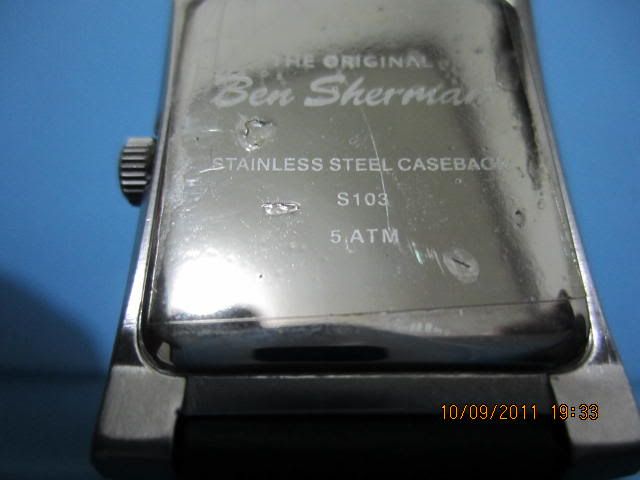 THE ORIGINAL
Ben Sherman
STAINLESS STEEL CASEBACK
S103
5 ATM
10/09/2011 19:33